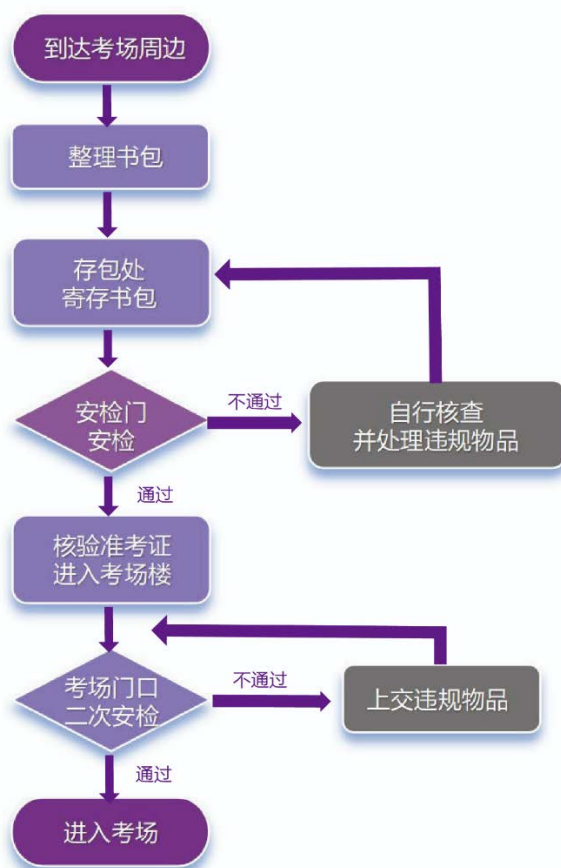 到达考场周边
整理书包
存包处
寄存书包
安检门
安检
不通过
自行核查
并处理违规物品
通过
核验准考证
进入考场楼
考场门口
二次安检
不通过
上交违规物品
通过
进入考场